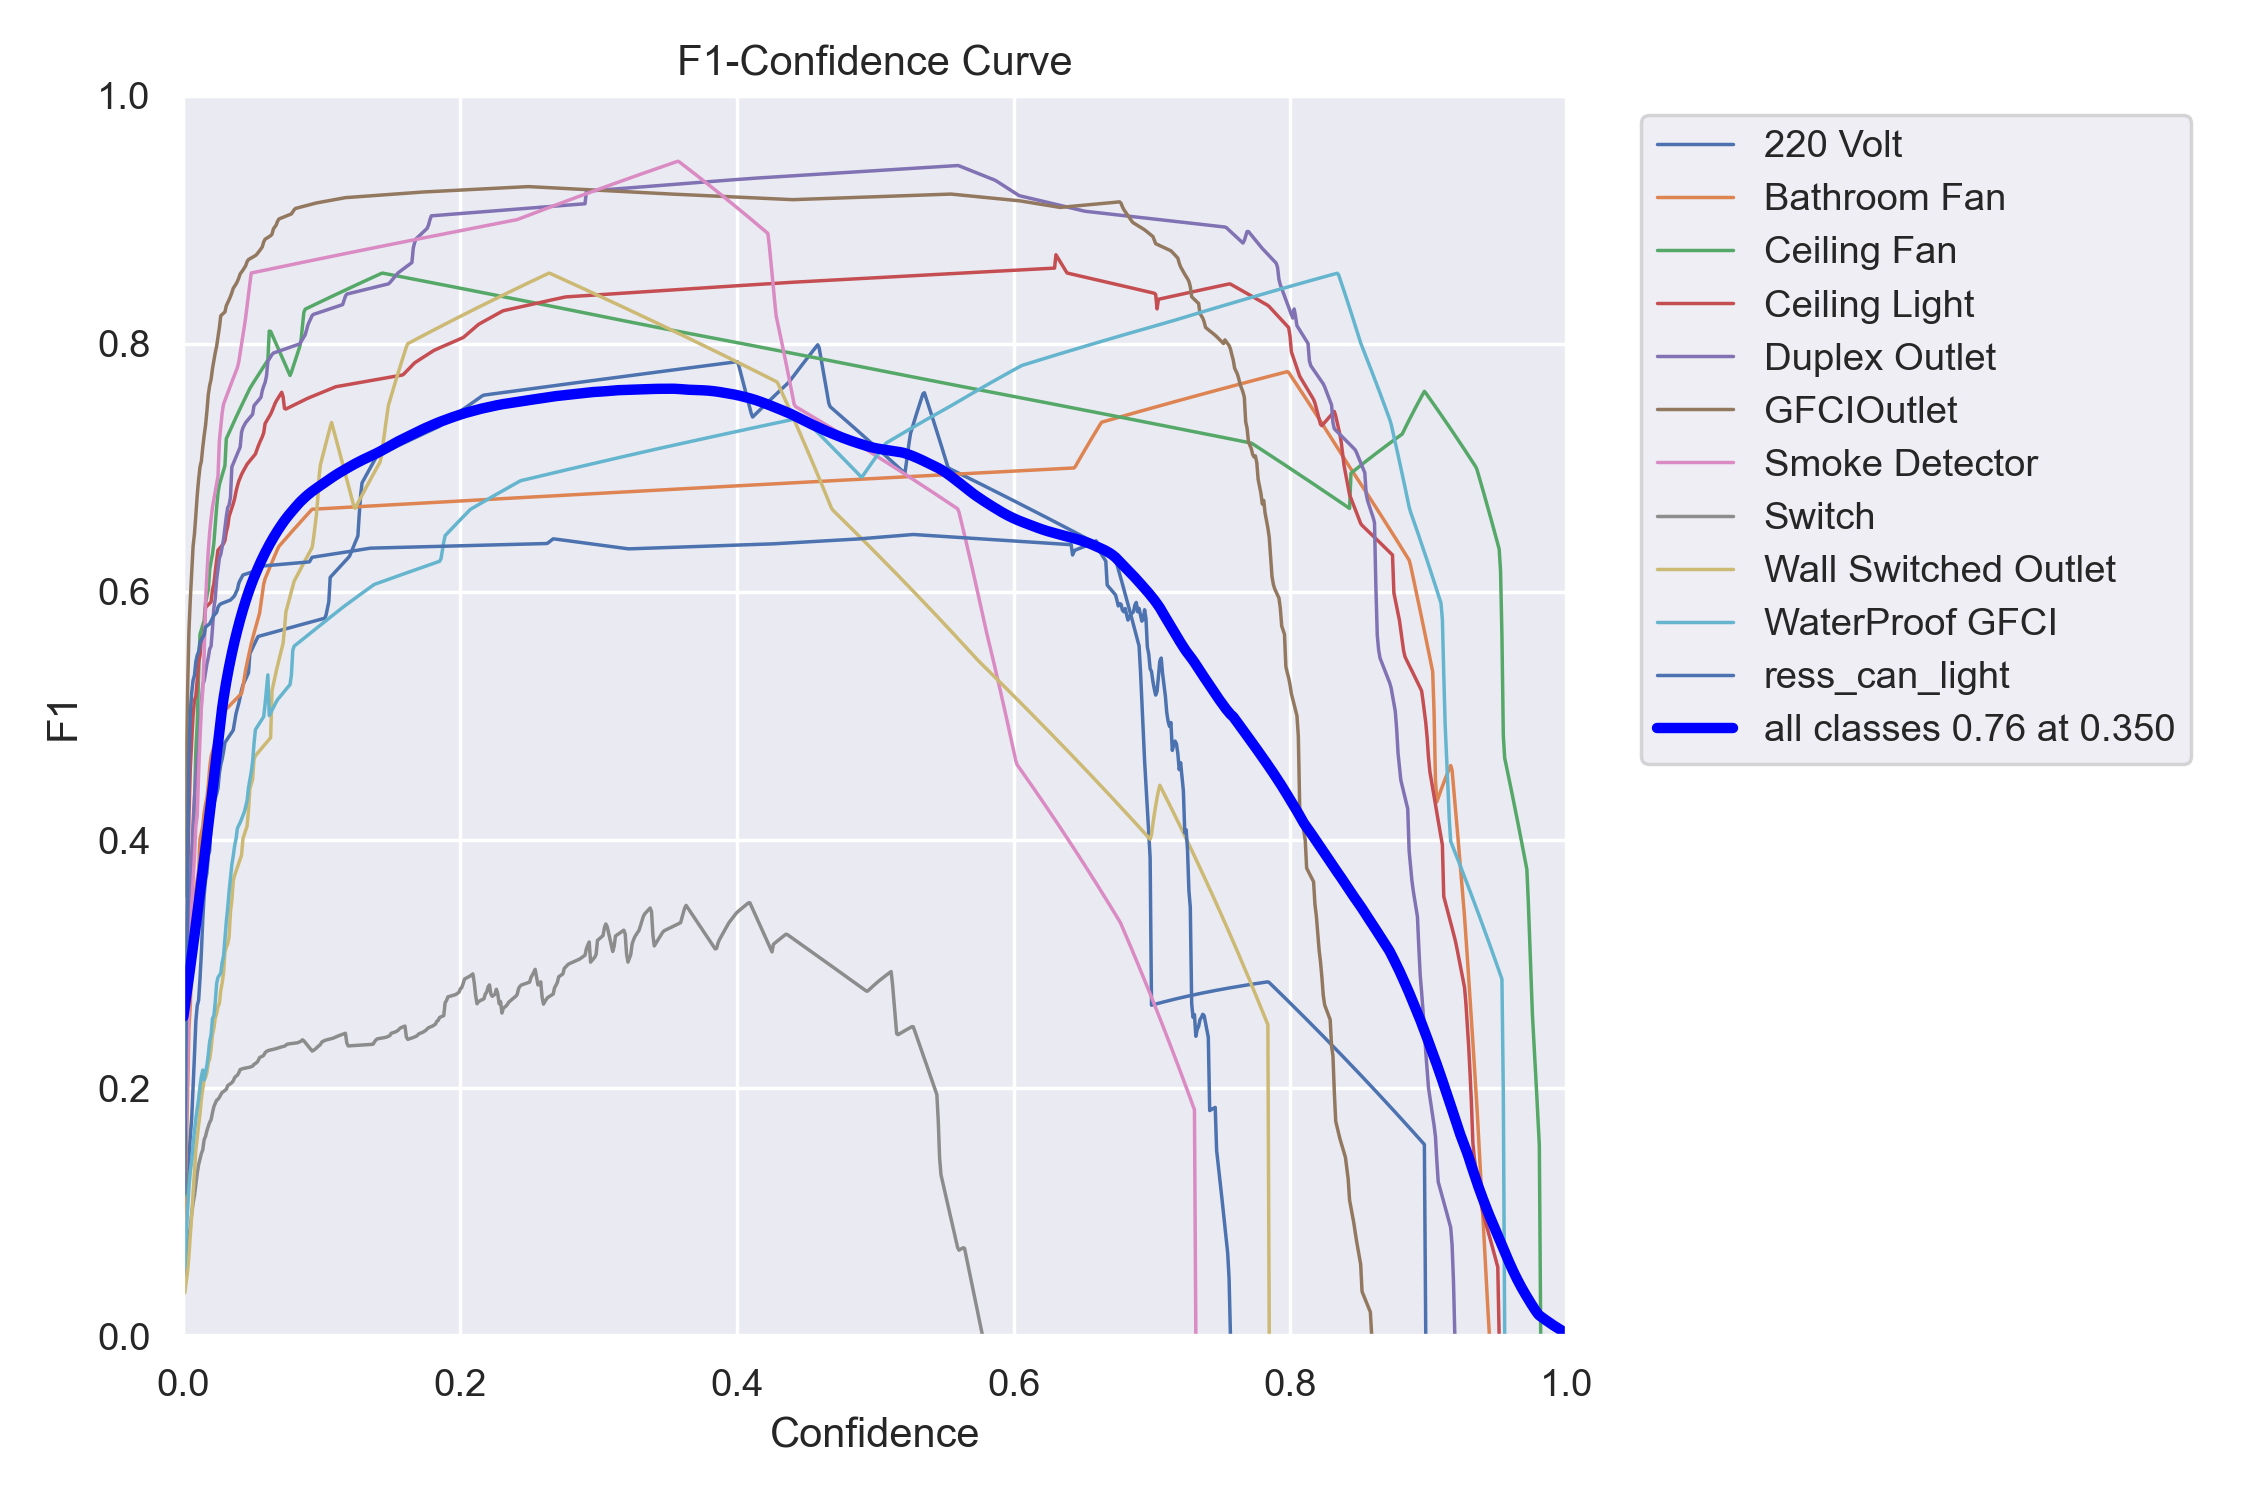 F1-Confidence Curve
1.0
0.8
0.6
0.4
0.2
0.0
F1
0.0 0.2 0.4 0.6 0.8 1.0
Confidence
220 Volt
Bathroom Fan
Ceiling Fan
Ceiling Light
Duplex Outlet
GFCIOutlet
Smoke Detector
Switch
Wall Switched Outlet
WaterProof GFCI
ress_can_light
all classes 0.76 at 0.350